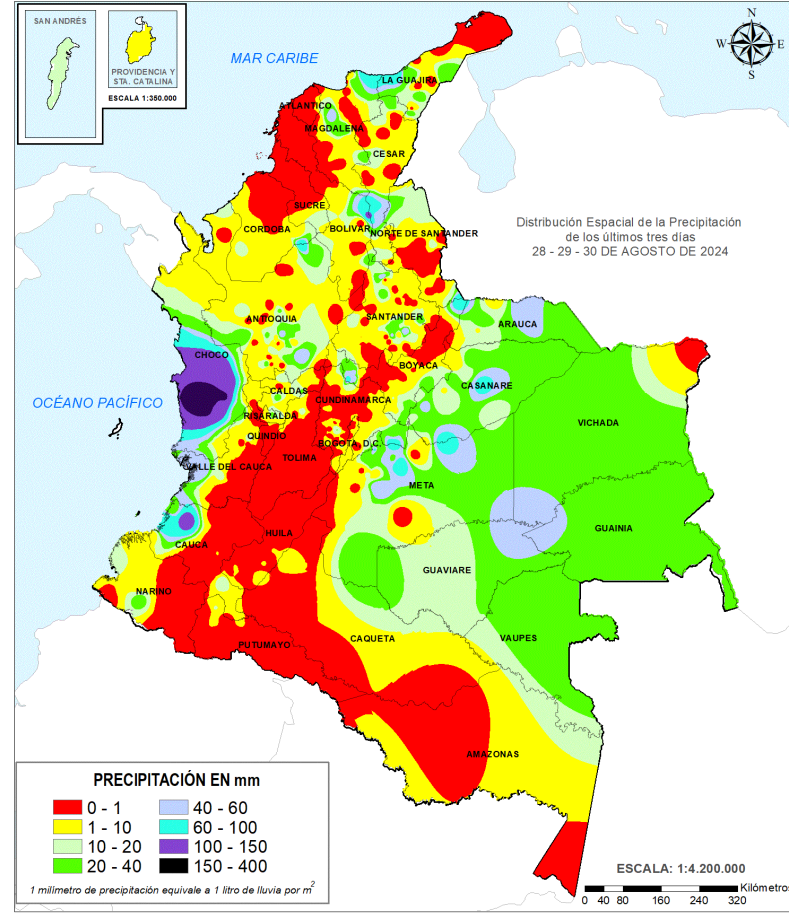 SAN ANDRÉS
PROVIDENCIA Y
STA. CATALINA
ESCALA 1:350.000
MAR CARIBE
N
W
E
S
LA GUAJIRA
ATLANTICO
MAGDALENA
CESAR
SUCRE
CORDOBA
BOLIVAR
NORTE DE SANTANDER
Distribución Espacial de la Precipitación
de los últimos tres días
28 - 29 - 30 DE AGOSTO DE 2024
ANTIOQUIA
SANTANDER
ARAUCA
CHOCO
BOYACA
CASANARE
OCÉANO PACÍFICO
CALDAS
CUNDINAMARCA
RISARALDA
VICHADA
QUINDIO
BOGOTA, D.C.
TOLIMA
VALLE DEL CAUCA
META
GUAINIA
HUILA
CAUCA
GUAVIARE
NARIÑO
CAQUETA
VAUPES
PUTUMAYO
AMAZONAS
PRECIPITACIÓN EN mm
0 - 1
40 - 60
1 - 10
60 - 100
10 - 20
100 - 150
20 - 40
150 - 400
1 milímetro de precipitación equivale a 1 litro de lluvia por m2
ESCALA: 1:4.200.000
Kilómetros
0 40 80 160 240 320